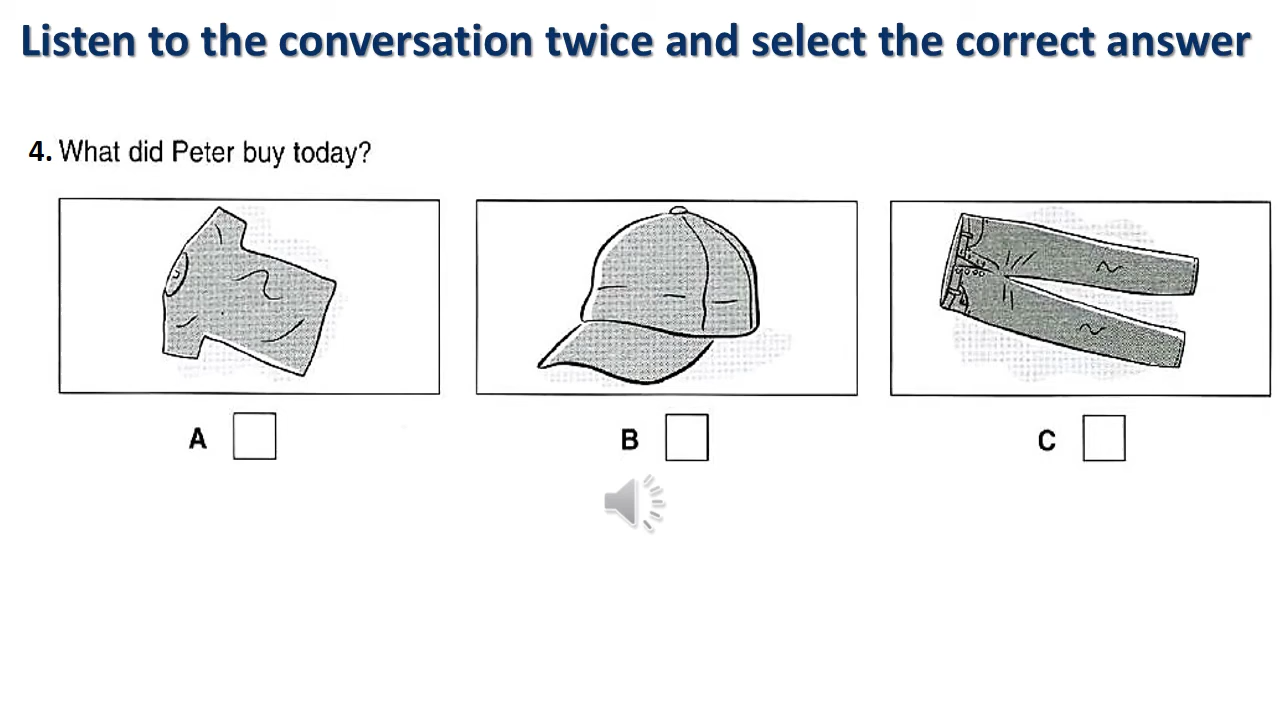 Listen to the conversation twice and select the correct answer
4. What did Peter buy today?
A
B
C